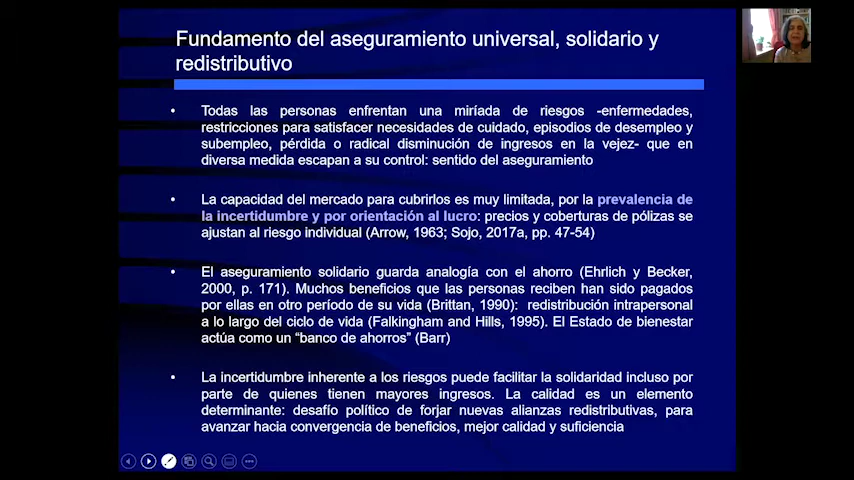 Fundamento del aseguramiento universal, solidario y
redistributivo
• Todas las personas enfrentan una miríada de riesgos -enfermedades,
restricciones para satisfacer necesidades de cuidado, episodios de desempleo y
subempleo, pérdida o radical disminución de ingresos en la vejez- que en
diversa medida escapan a su control: sentido del aseguramiento
• La capacidad del mercado para cubrirlos es muy limitada, por la prevalencia de
la incertidumbre y por orientación al lucro: precios y coberturas de pólizas se
ajustan al riesgo individual (Arrow, 1963; Sojo, 2017a, pp. 47-54)
• El aseguramiento solidario guarda analogía con el ahorro (Ehrlich y Becker,
2000, p. 171). Muchos beneficios que las personas reciben han sido pagados
por ellas en otro período de su vida (Brittan, 1990): redistribución intrapersonal
a lo largo del ciclo de vida (Falkingham and Hills, 1995). El Estado de bienestar
actúa como un “banco de ahorros” (Barr)
• La incertidumbre inherente a los riesgos puede facilitar la solidaridad incluso por
parte de quienes tienen mayores ingresos. La calidad es un elemento
determinante: desafío político de forjar nuevas alianzas redistributivas, para
avanzar hacia convergencia de beneficios, mejor calidad y suficiencia